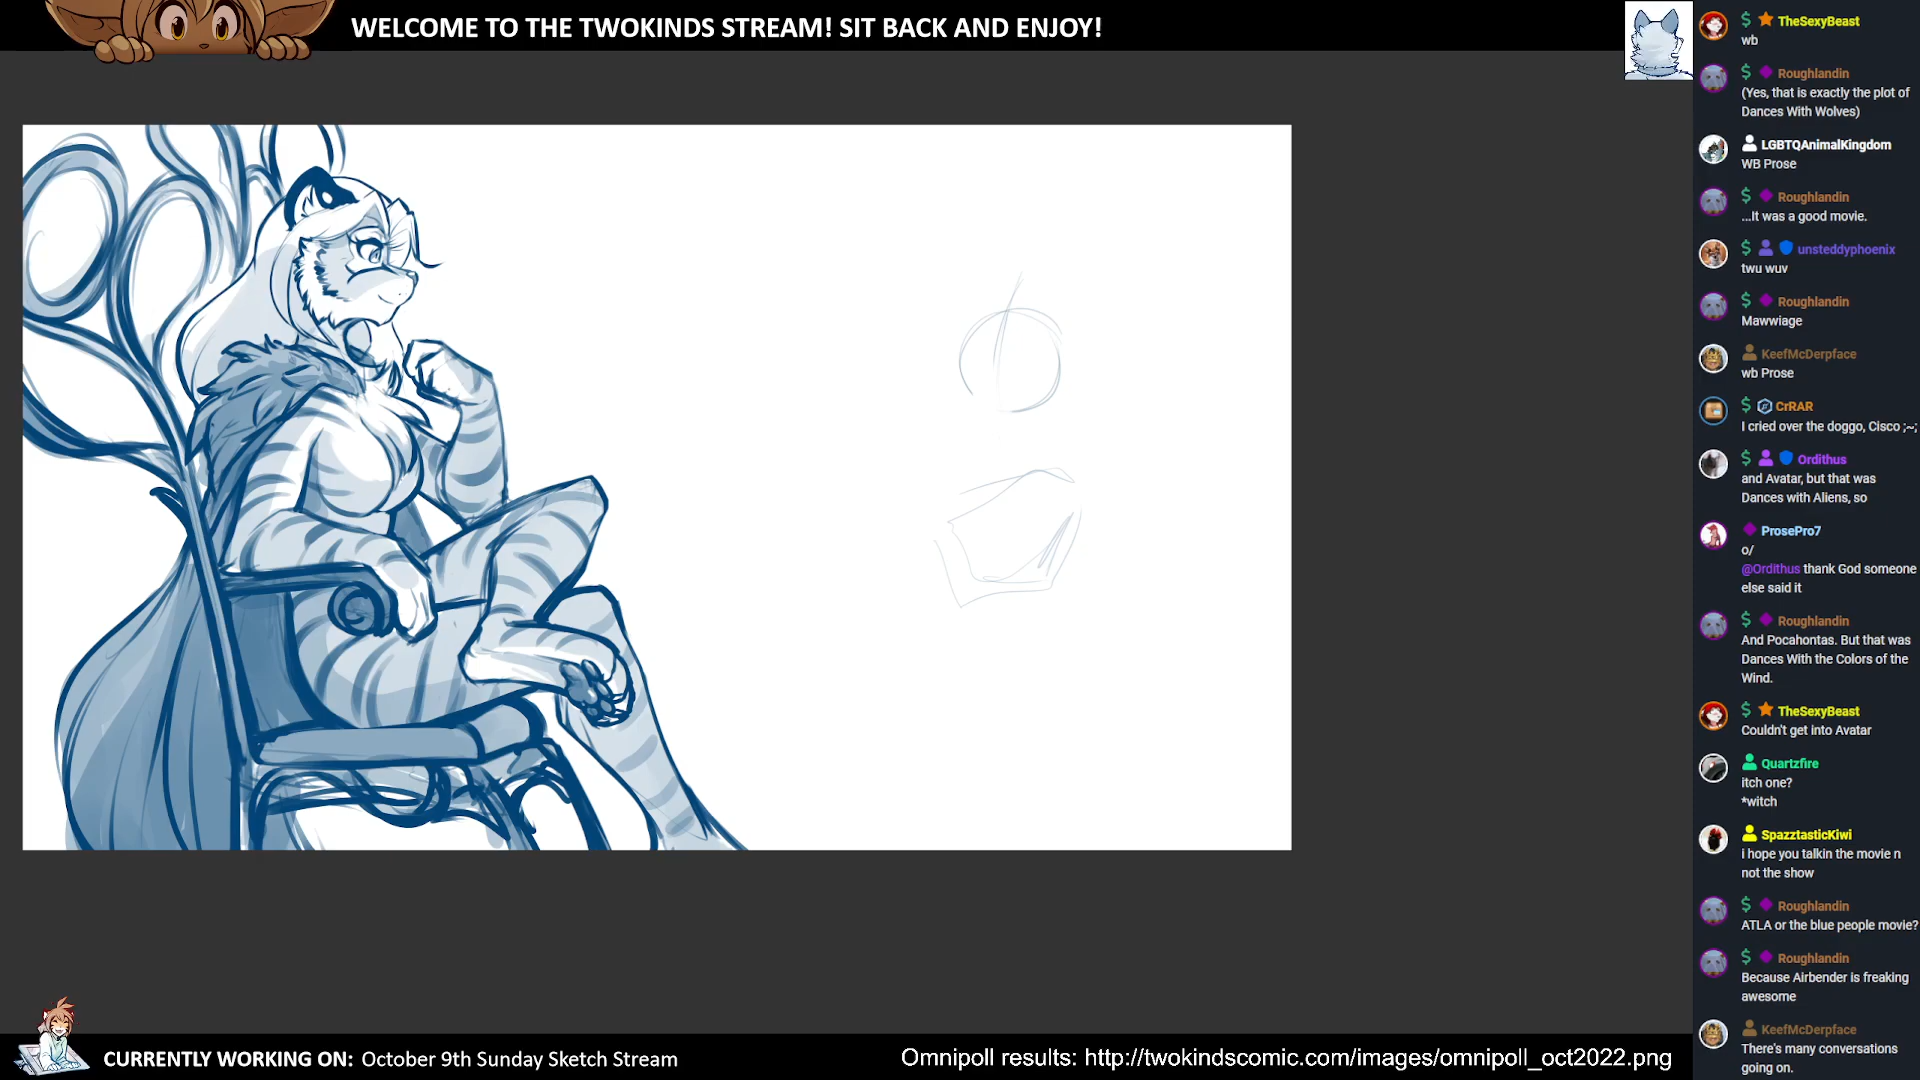 WELCOME TO THE TWOKINDS STREAM! SIT BACK AND ENJOY!
$ TheSexyBeast
wb
$ Roughlandin
(Yes, that is exactly the plot of
Dances With Wolves)
LGBTQAnimalKingdom
WB Prose
$ Roughlandin
...It was a good movie.
$ unsteddyphoenix
twu wuv
$ Roughlandin
Mawwiage
KeefMcDerpface
wb Prose
$ CrRAR
I cried over the doggo, Cisco ;~;
$ Ordithus
and Avatar, but that was
Dances with Aliens, so
ProsePro7
o/
@Ordithus thank God someone
else said it
$ Roughlandin
And Pocahontas. But that was
Dances With the Colors of the
Wind.
$ TheSexyBeast
Couldn't get into Avatar
Quartzfire
itch one?
*witch
SpazztasticKiwi
i hope you talkin the movie n
not the show
$ Roughlandin
ATLA or the blue people movie?
$ Roughlandin
Because Airbender is freaking
awesome
KeefMcDerpface
There's many conversations
going on.
CURRENTLY WORKING ON: October 9th Sunday Sketch Stream
Omnipoll results: http://twokindscomic.com/images/omnipoll_oct2022.png